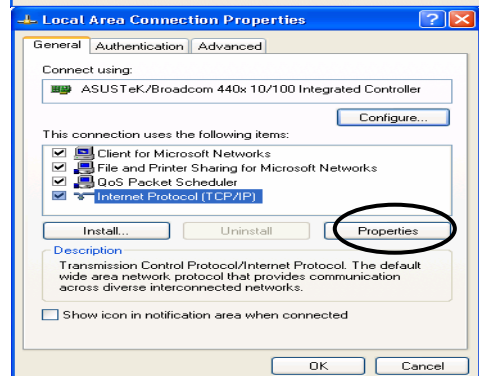 Local Area Connection Properties
General Authentication Advanced
Connect using:
ASUSTeK/Broadcom 440x 10/100 Integrated Controller
Configure...
This connection uses the following items:
Client for Microsoft Networks
File and Printer Sharing for Microsoft Networks
QoS Packet Scheduler
Internet Protocol (TCP/IP)
Install... Uninstall Properties
Description
Transmission Control Protocol/Internet Protocol. The default
wide area network protocol that provides communication
across diverse interconnected networks.
Show icon in notification area when connected
OK Cancel